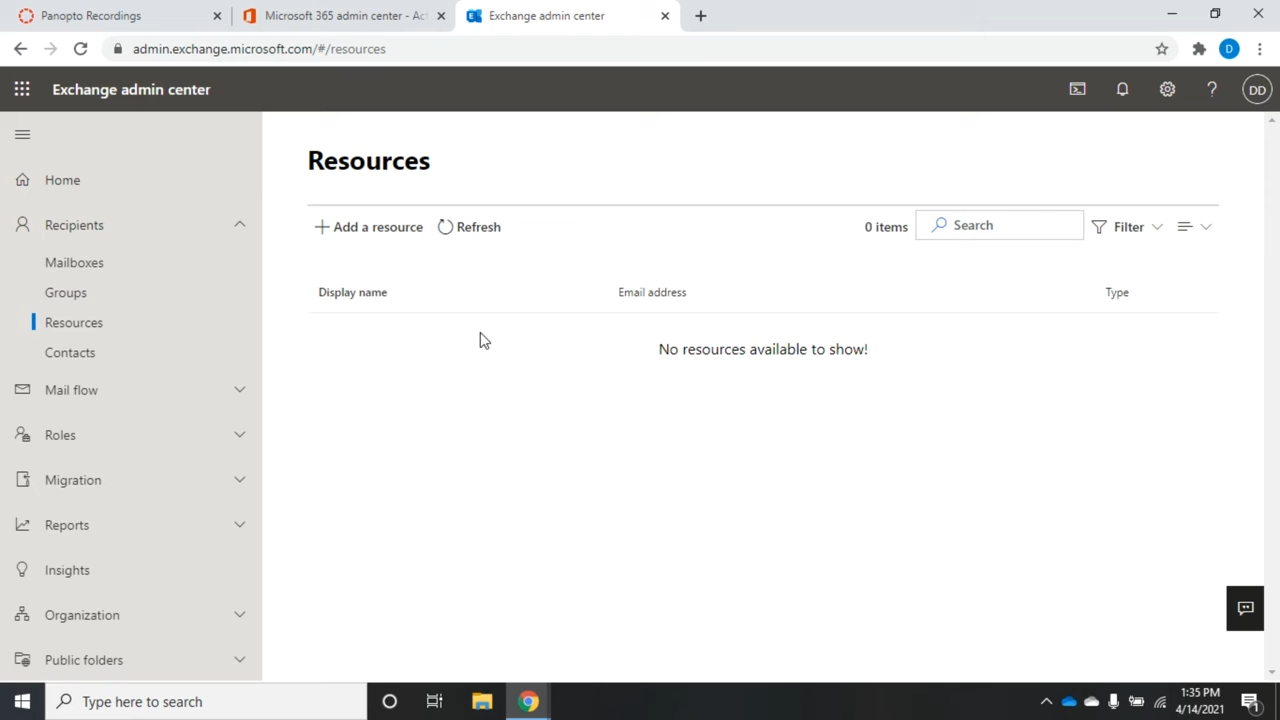 Panopto Recordings
Microsoft 365 admin center - Act
Exchange admin center
admin.exchange.microsoft.com/#/resources
D
Exchange admin center
DD
Home
Recipients
Mailboxes
Groups
Resources
Contacts
Mail flow
Roles
Migration
Reports
Insights
Organization
Public folders
Resources
Add a resource
Refresh
0 items
Search
Filter
Display name
Email address
Type
No resources available to show!
Type here to search
1:35 PM
4/14/2021
1